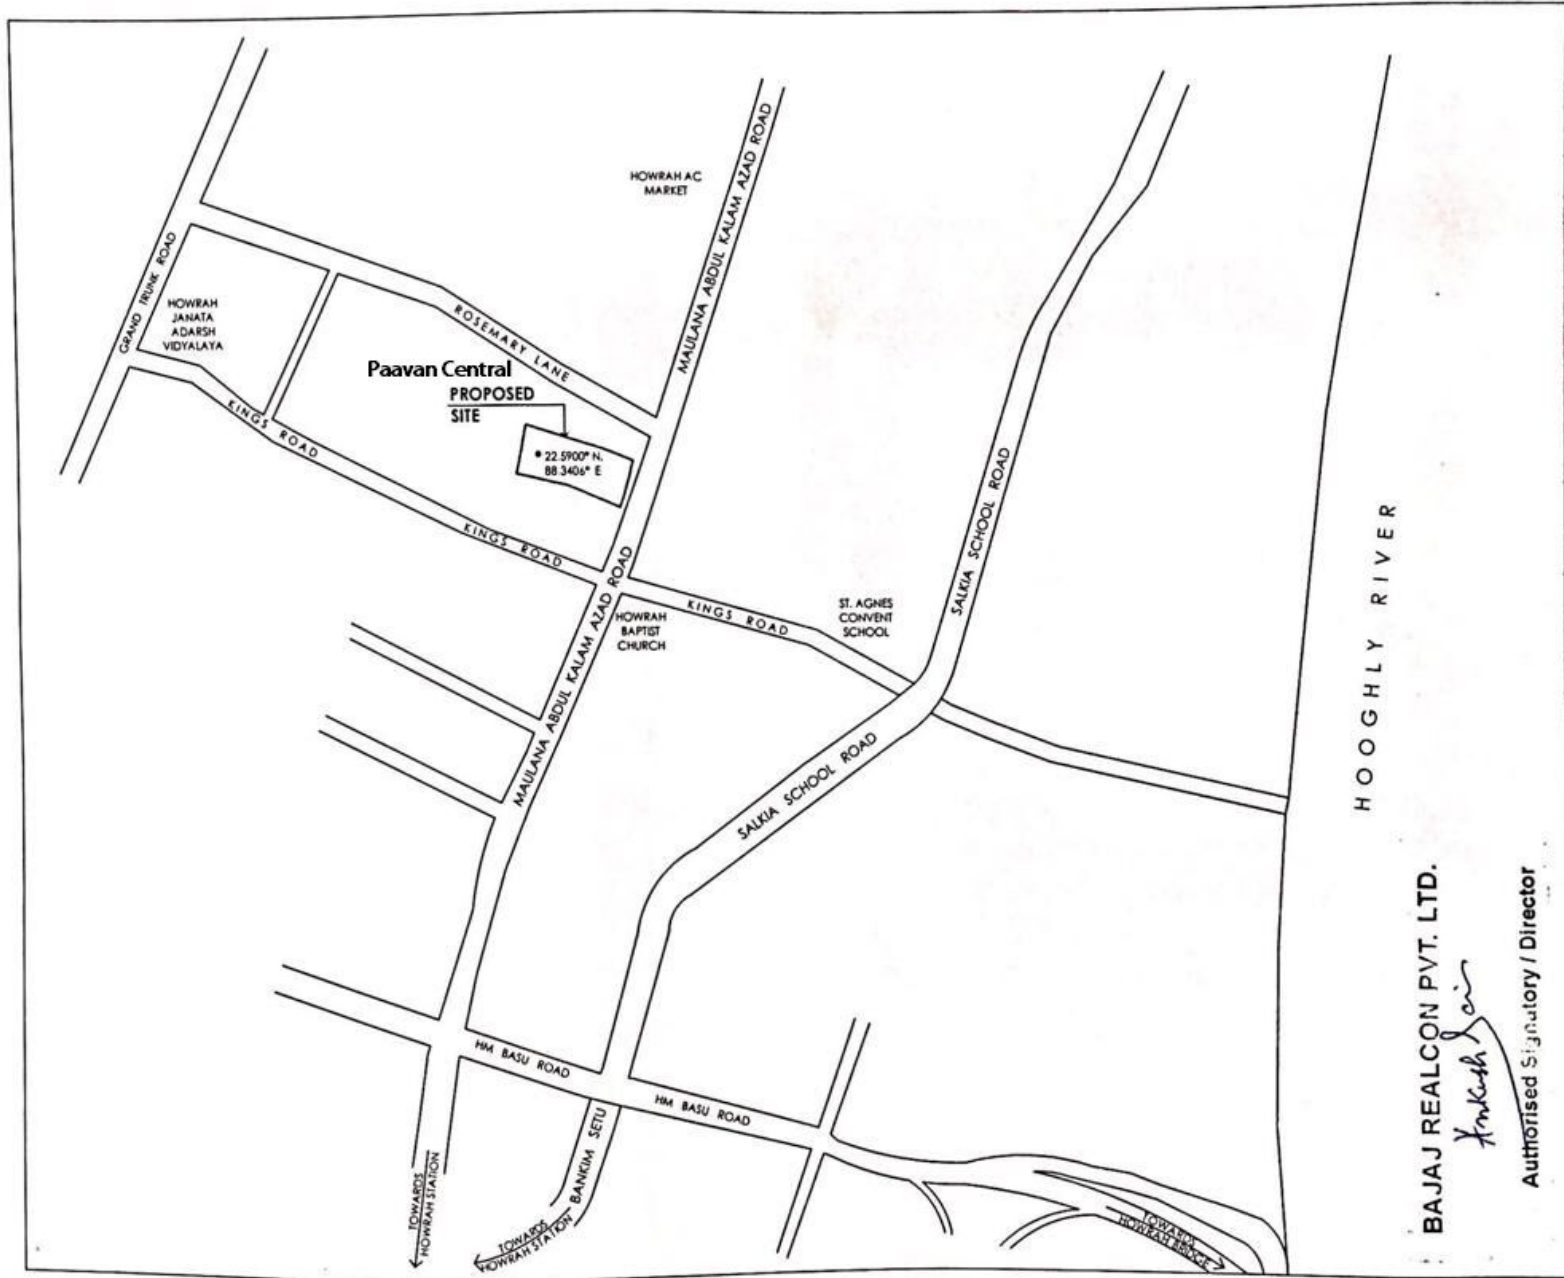 HOWRAH AC
MARKET
MAULANA ABDUL KALAM AZAD ROAD
GRAND TRUNK ROAD
HOWRAH
JANATA
ADARSH
VIDYALAYA
ROSEMARY LANE
Paavan Central
PROPOSED
SITE
22.5900° N.
88.3406° E
KINGS ROAD
KINGS ROAD
SALKIA SCHOOL ROAD
HOOGHLY RIVER
MAULANA ABDUL KALAM AZAD ROAD
HOWRAH
BAPTIST
CHURCH
KINGS ROAD
ST. AGNES
CONVENT
SCHOOL
SALKIA SCHOOL ROAD
HM BASU ROAD
HM BASU ROAD
BANKIM SETU
TOWARDS
HOWRAH STATION
TOWARDS
HOWRAH STATION
TOWARDS
HOWRAH BRIDGE
BAJAJ REALCON PVT. LTD.
Authorised Signatory / Director